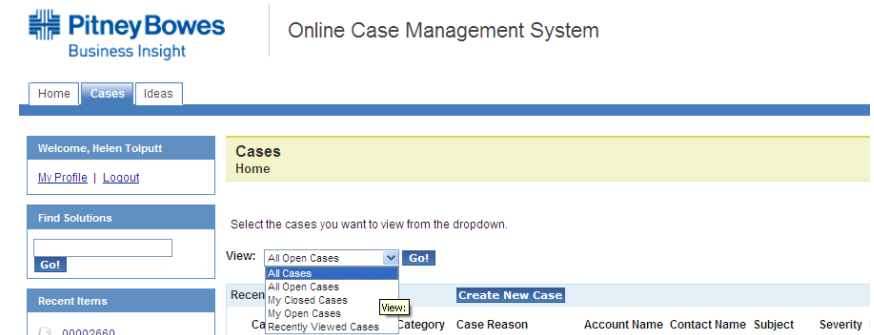 Pitney Bowes
Business Insight
Online Case Management System
Home Cases Ideas
Welcome, Helen Tolputt
My Profile | Logout
Find Solutions
Go!
Recent Items
00002660
Cases
Home
Select the cases you want to view from the dropdown.
View: All Open Cases Go!
All Cases
All Open Cases
My Closed Cases
My Open Cases
Recently Viewed Cases
View:
Recen Create New Case
Ca Category Case Reason Account Name Contact Name Subject Severity